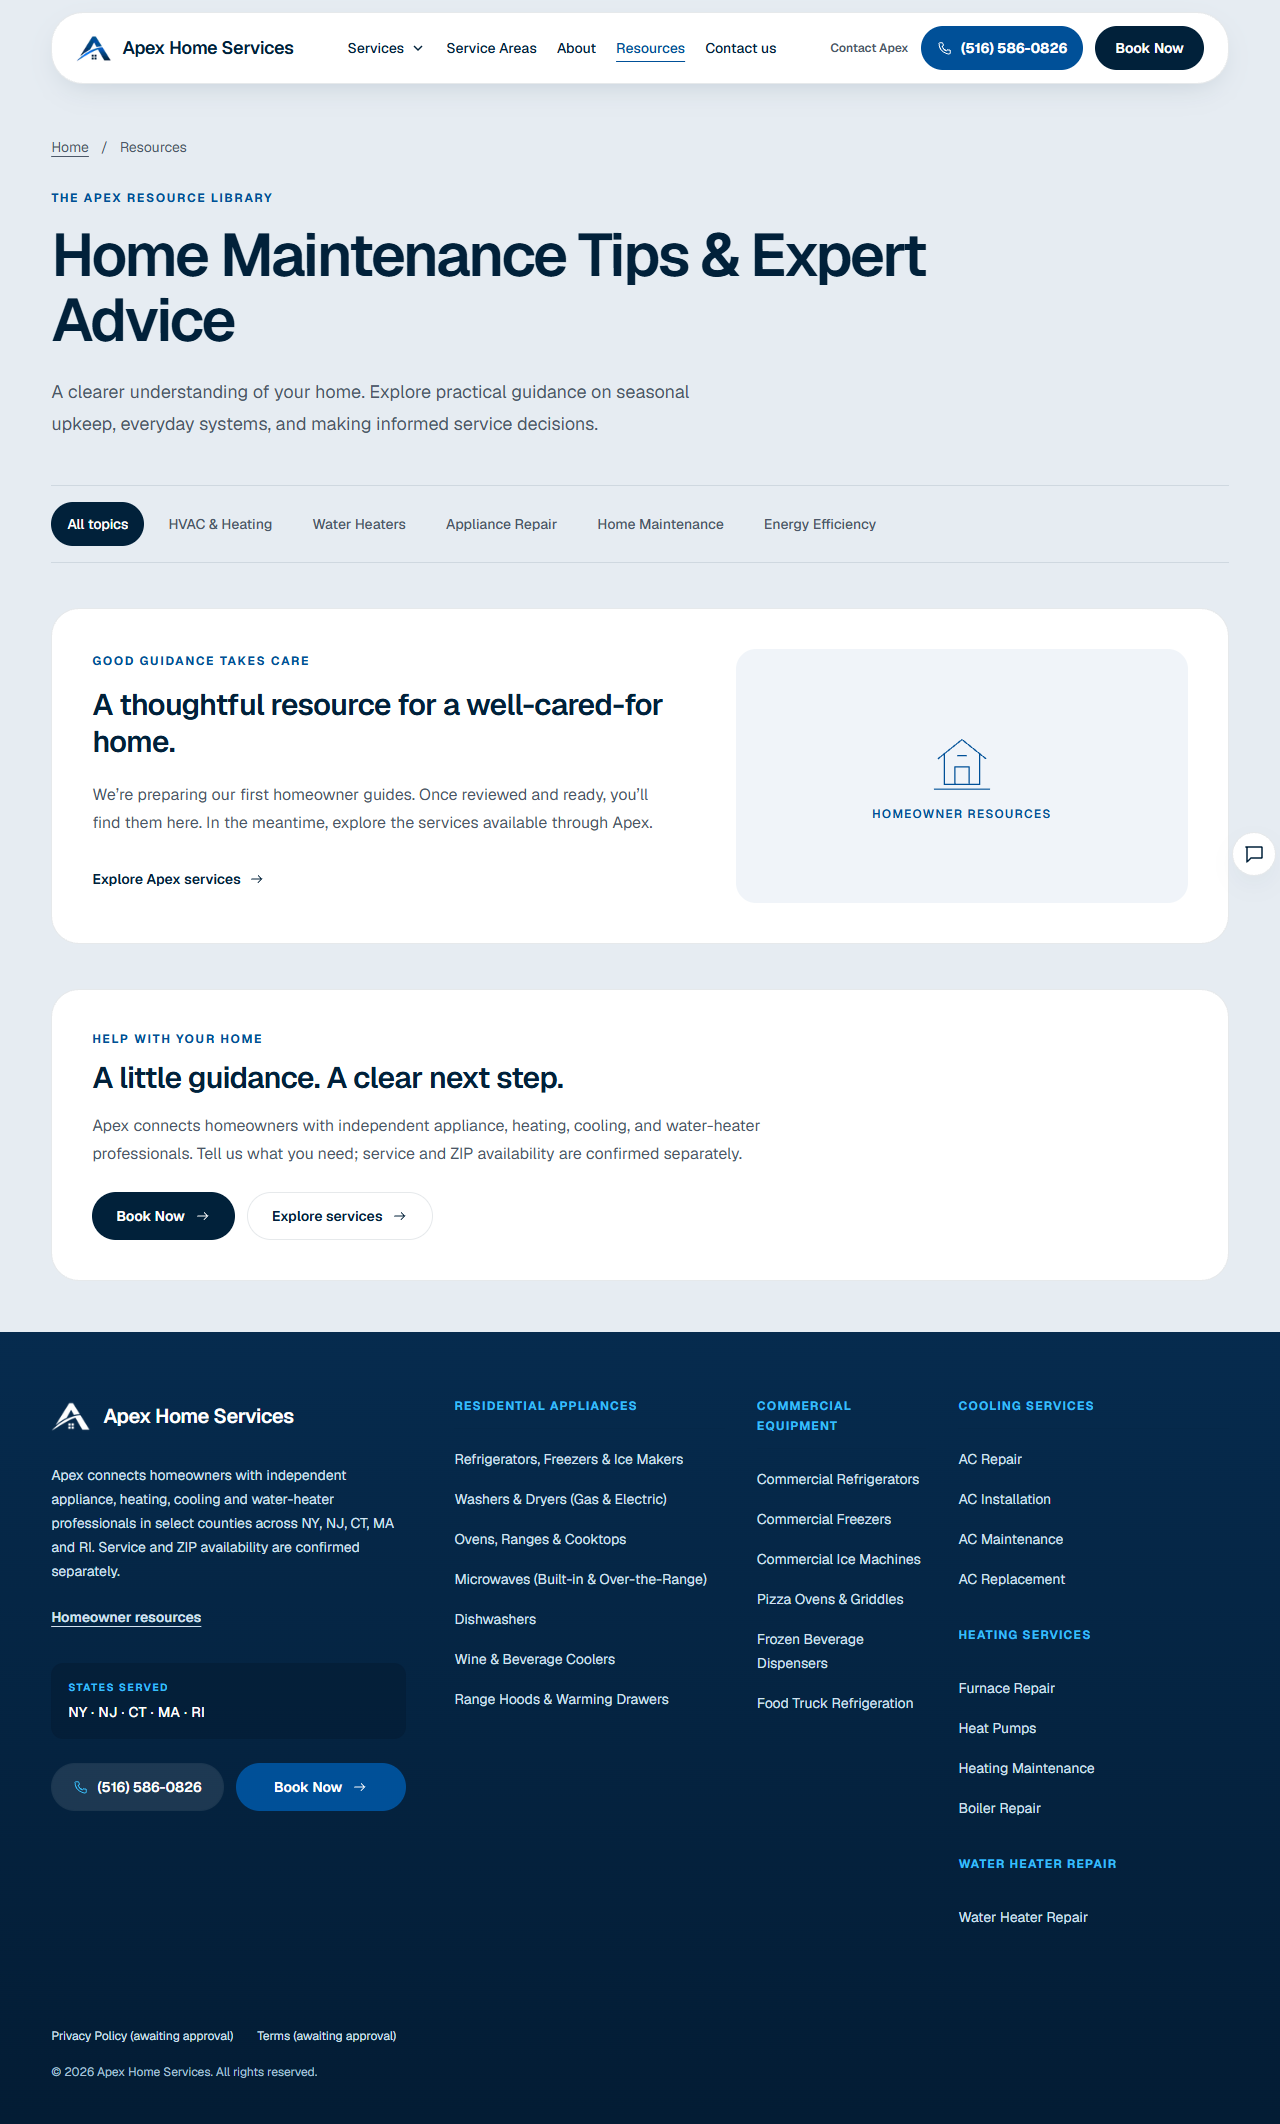 Apex Home Services
Services
Service Areas
About
Resources
Contact us
Contact Apex
(516) 586-0826
Book Now
Home / Resources
THE APEX RESOURCE LIBRARY
Home Maintenance Tips & Expert
Advice
A clearer understanding of your home. Explore practical guidance on seasonal
upkeep, everyday systems, and making informed service decisions.
All topics
HVAC & Heating
Water Heaters
Appliance Repair
Home Maintenance
Energy Efficiency
GOOD GUIDANCE TAKES CARE
A thoughtful resource for a well-cared-for
home.
We’re preparing our first homeowner guides. Once reviewed and ready, you’ll
find them here. In the meantime, explore the services available through Apex.
Explore Apex services
HOMEOWNER RESOURCES
HELP WITH YOUR HOME
A little guidance. A clear next step.
Apex connects homeowners with independent appliance, heating, cooling, and water-heater
professionals. Tell us what you need; service and ZIP availability are confirmed separately.
Book Now
Explore services
Apex Home Services
Apex connects homeowners with independent
appliance, heating, cooling and water-heater
professionals in select counties across NY, NJ, CT, MA
and RI. Service and ZIP availability are confirmed
separately.
Homeowner resources
STATES SERVED
NY · NJ · CT · MA · RI
(516) 586-0826
Book Now
RESIDENTIAL APPLIANCES
Refrigerators, Freezers & Ice Makers
Washers & Dryers (Gas & Electric)
Ovens, Ranges & Cooktops
Microwaves (Built-in & Over-the-Range)
Dishwashers
Wine & Beverage Coolers
Range Hoods & Warming Drawers
COMMERCIAL
EQUIPMENT
Commercial Refrigerators
Commercial Freezers
Commercial Ice Machines
Pizza Ovens & Griddles
Frozen Beverage
Dispensers
Food Truck Refrigeration
COOLING SERVICES
AC Repair
AC Installation
AC Maintenance
AC Replacement
HEATING SERVICES
Furnace Repair
Heat Pumps
Heating Maintenance
Boiler Repair
WATER HEATER REPAIR
Water Heater Repair
Privacy Policy (awaiting approval)
Terms (awaiting approval)
© 2026 Apex Home Services. All rights reserved.